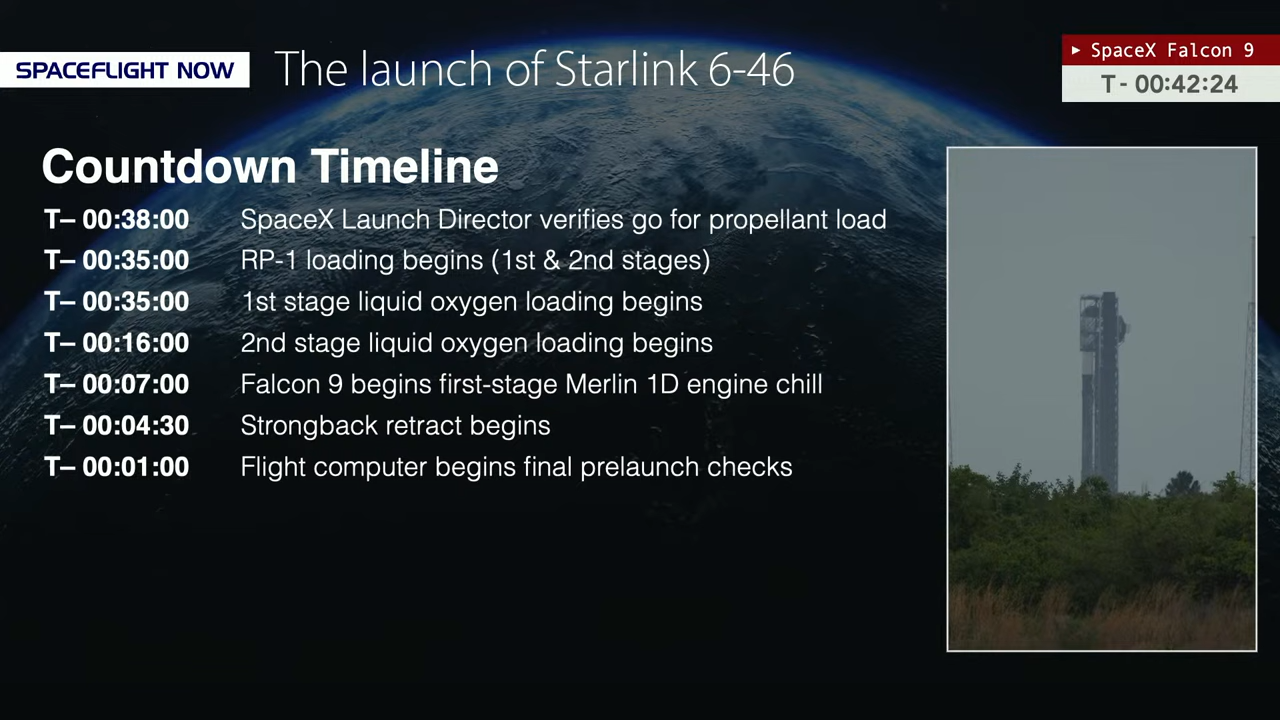 SPACEFLIGHT NOW
The launch of Starlink 6-46
▸ SpaceX Falcon 9
T - 00:42:24
Countdown Timeline
T– 00:38:00 SpaceX Launch Director verifies go for propellant load
T– 00:35:00 RP-1 loading begins (1st & 2nd stages)
T– 00:35:00 1st stage liquid oxygen loading begins
T– 00:16:00 2nd stage liquid oxygen loading begins
T– 00:07:00 Falcon 9 begins first-stage Merlin 1D engine chill
T– 00:04:30 Strongback retract begins
T– 00:01:00 Flight computer begins final prelaunch checks